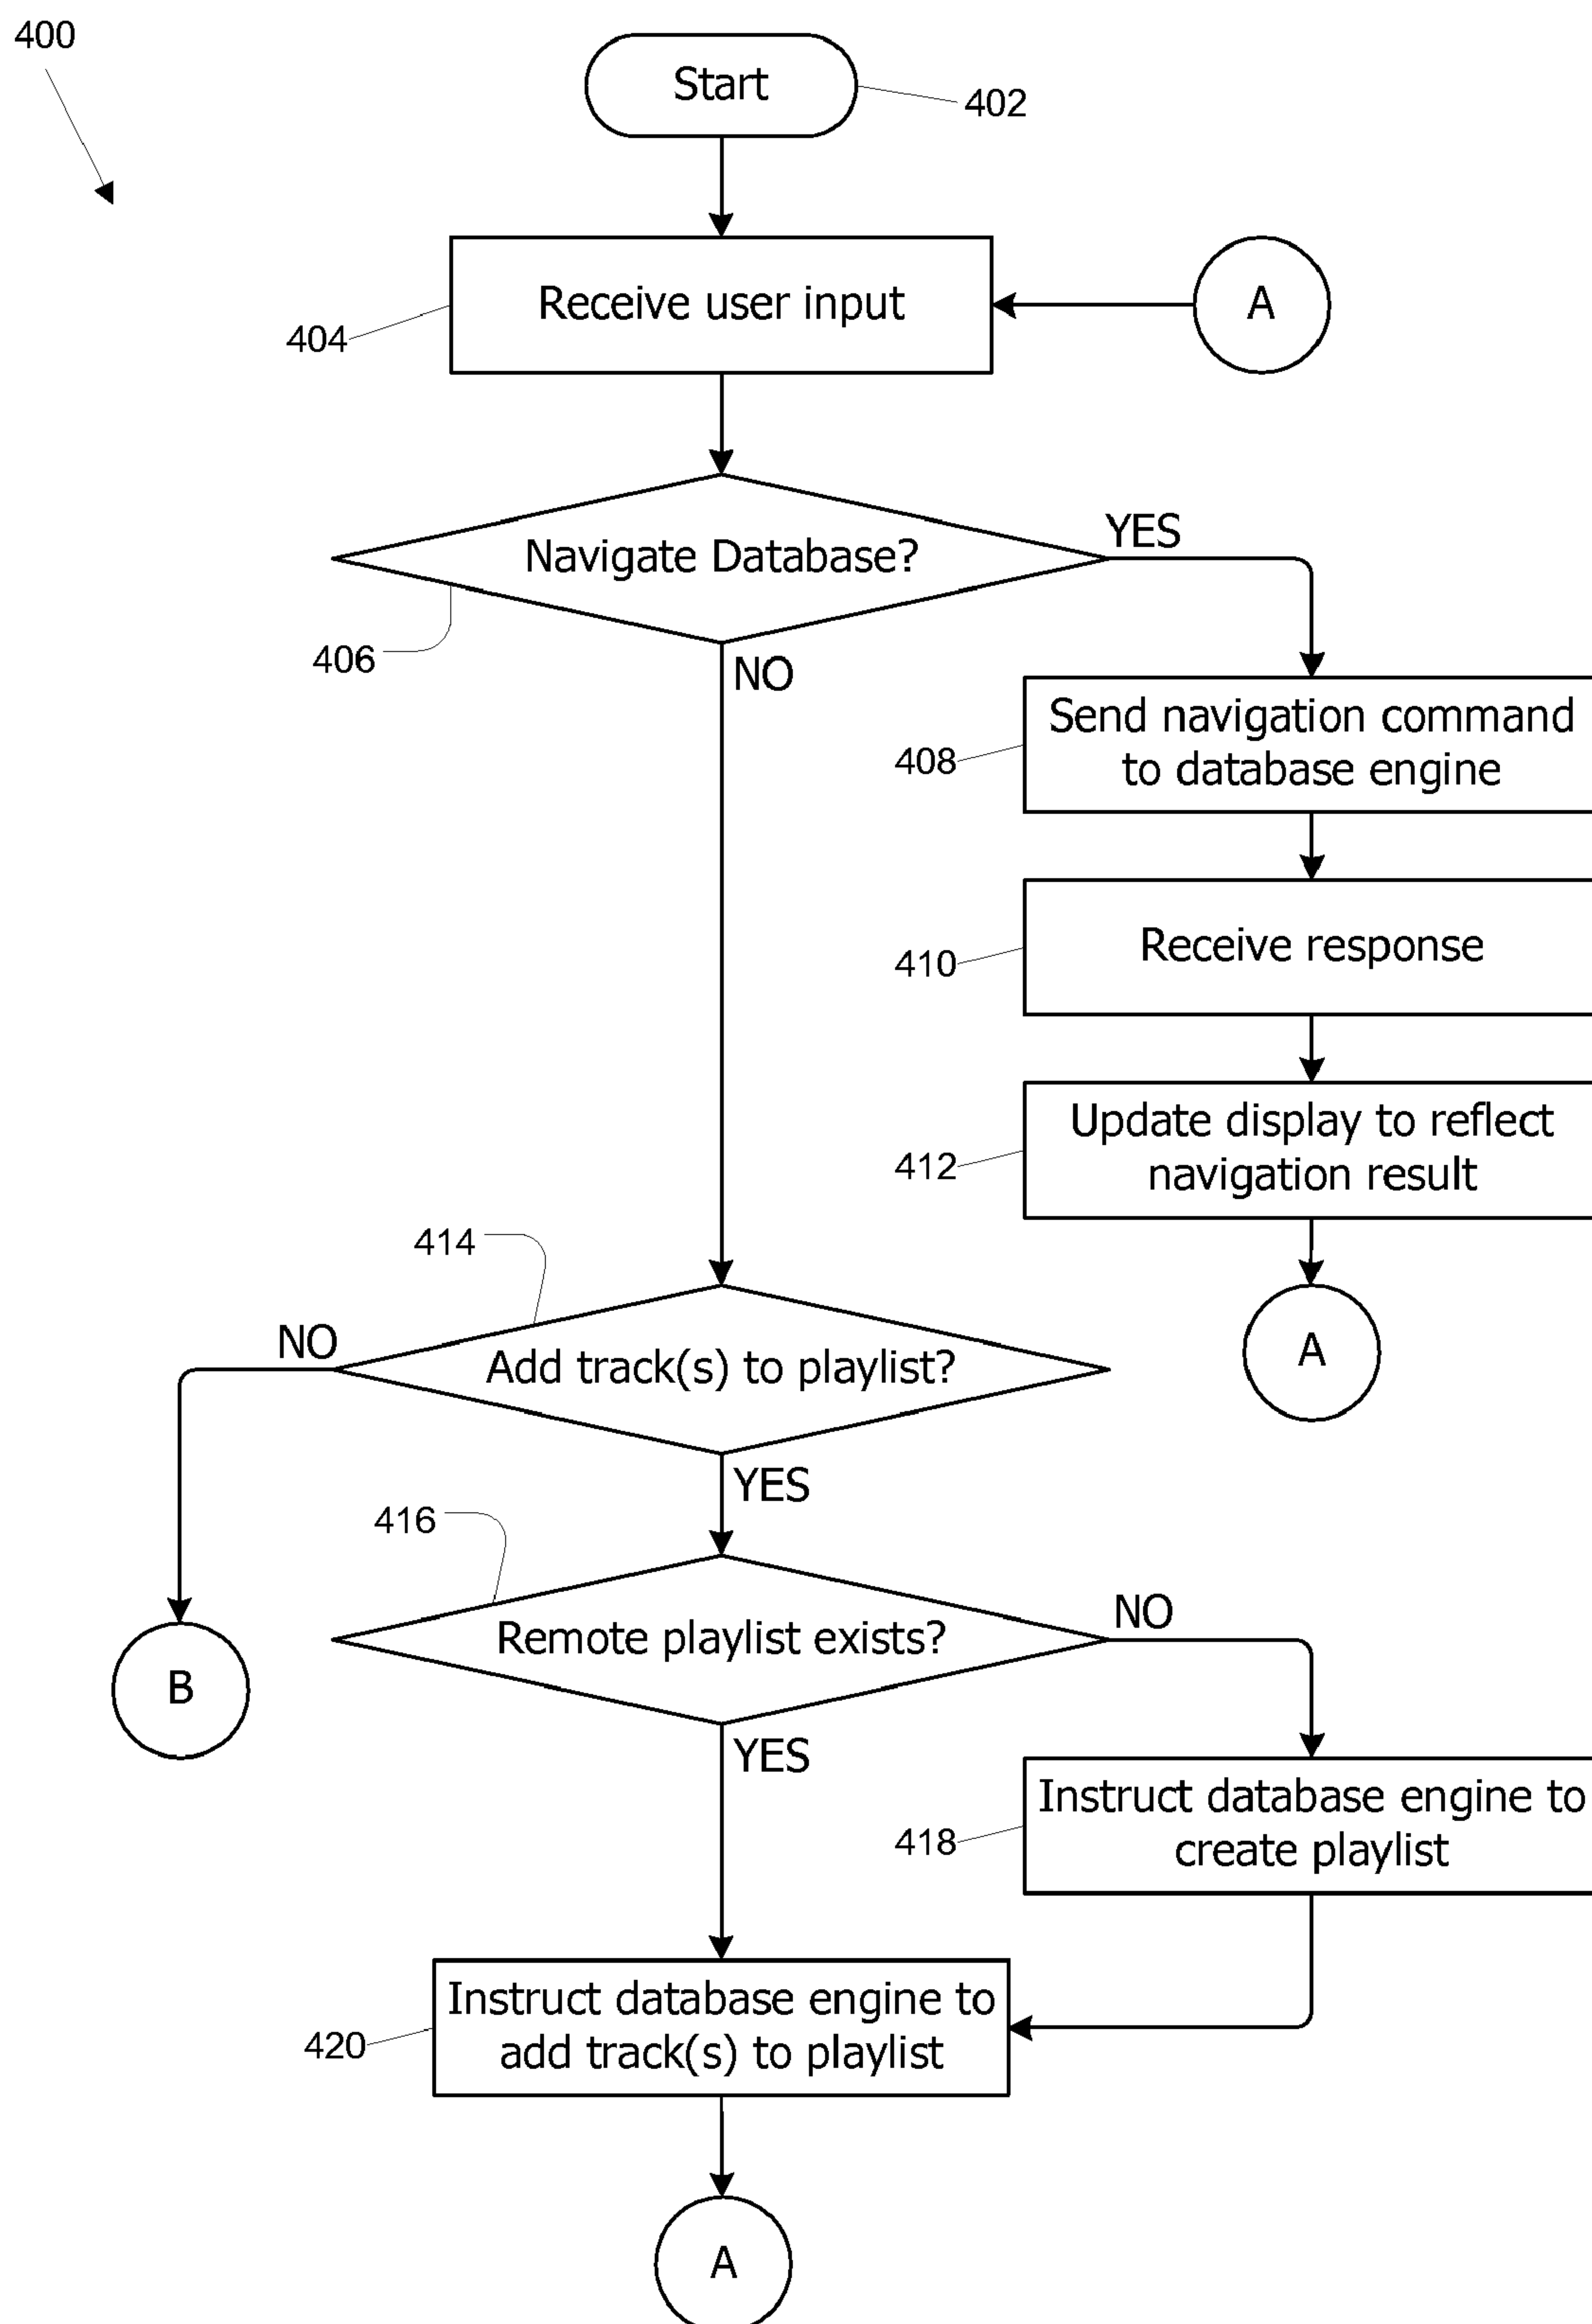 400
Start
402
Receive user input
A
404
Navigate Database?
YES
406
NO
Send navigation command
to database engine
408
Receive response
410
Update display to reflect
navigation result
412
A
414
NO
Add track(s) to playlist?
YES
416
B
Remote playlist exists?
NO
YES
Instruct database engine to
create playlist
418
Instruct database engine to
add track(s) to playlist
420
A